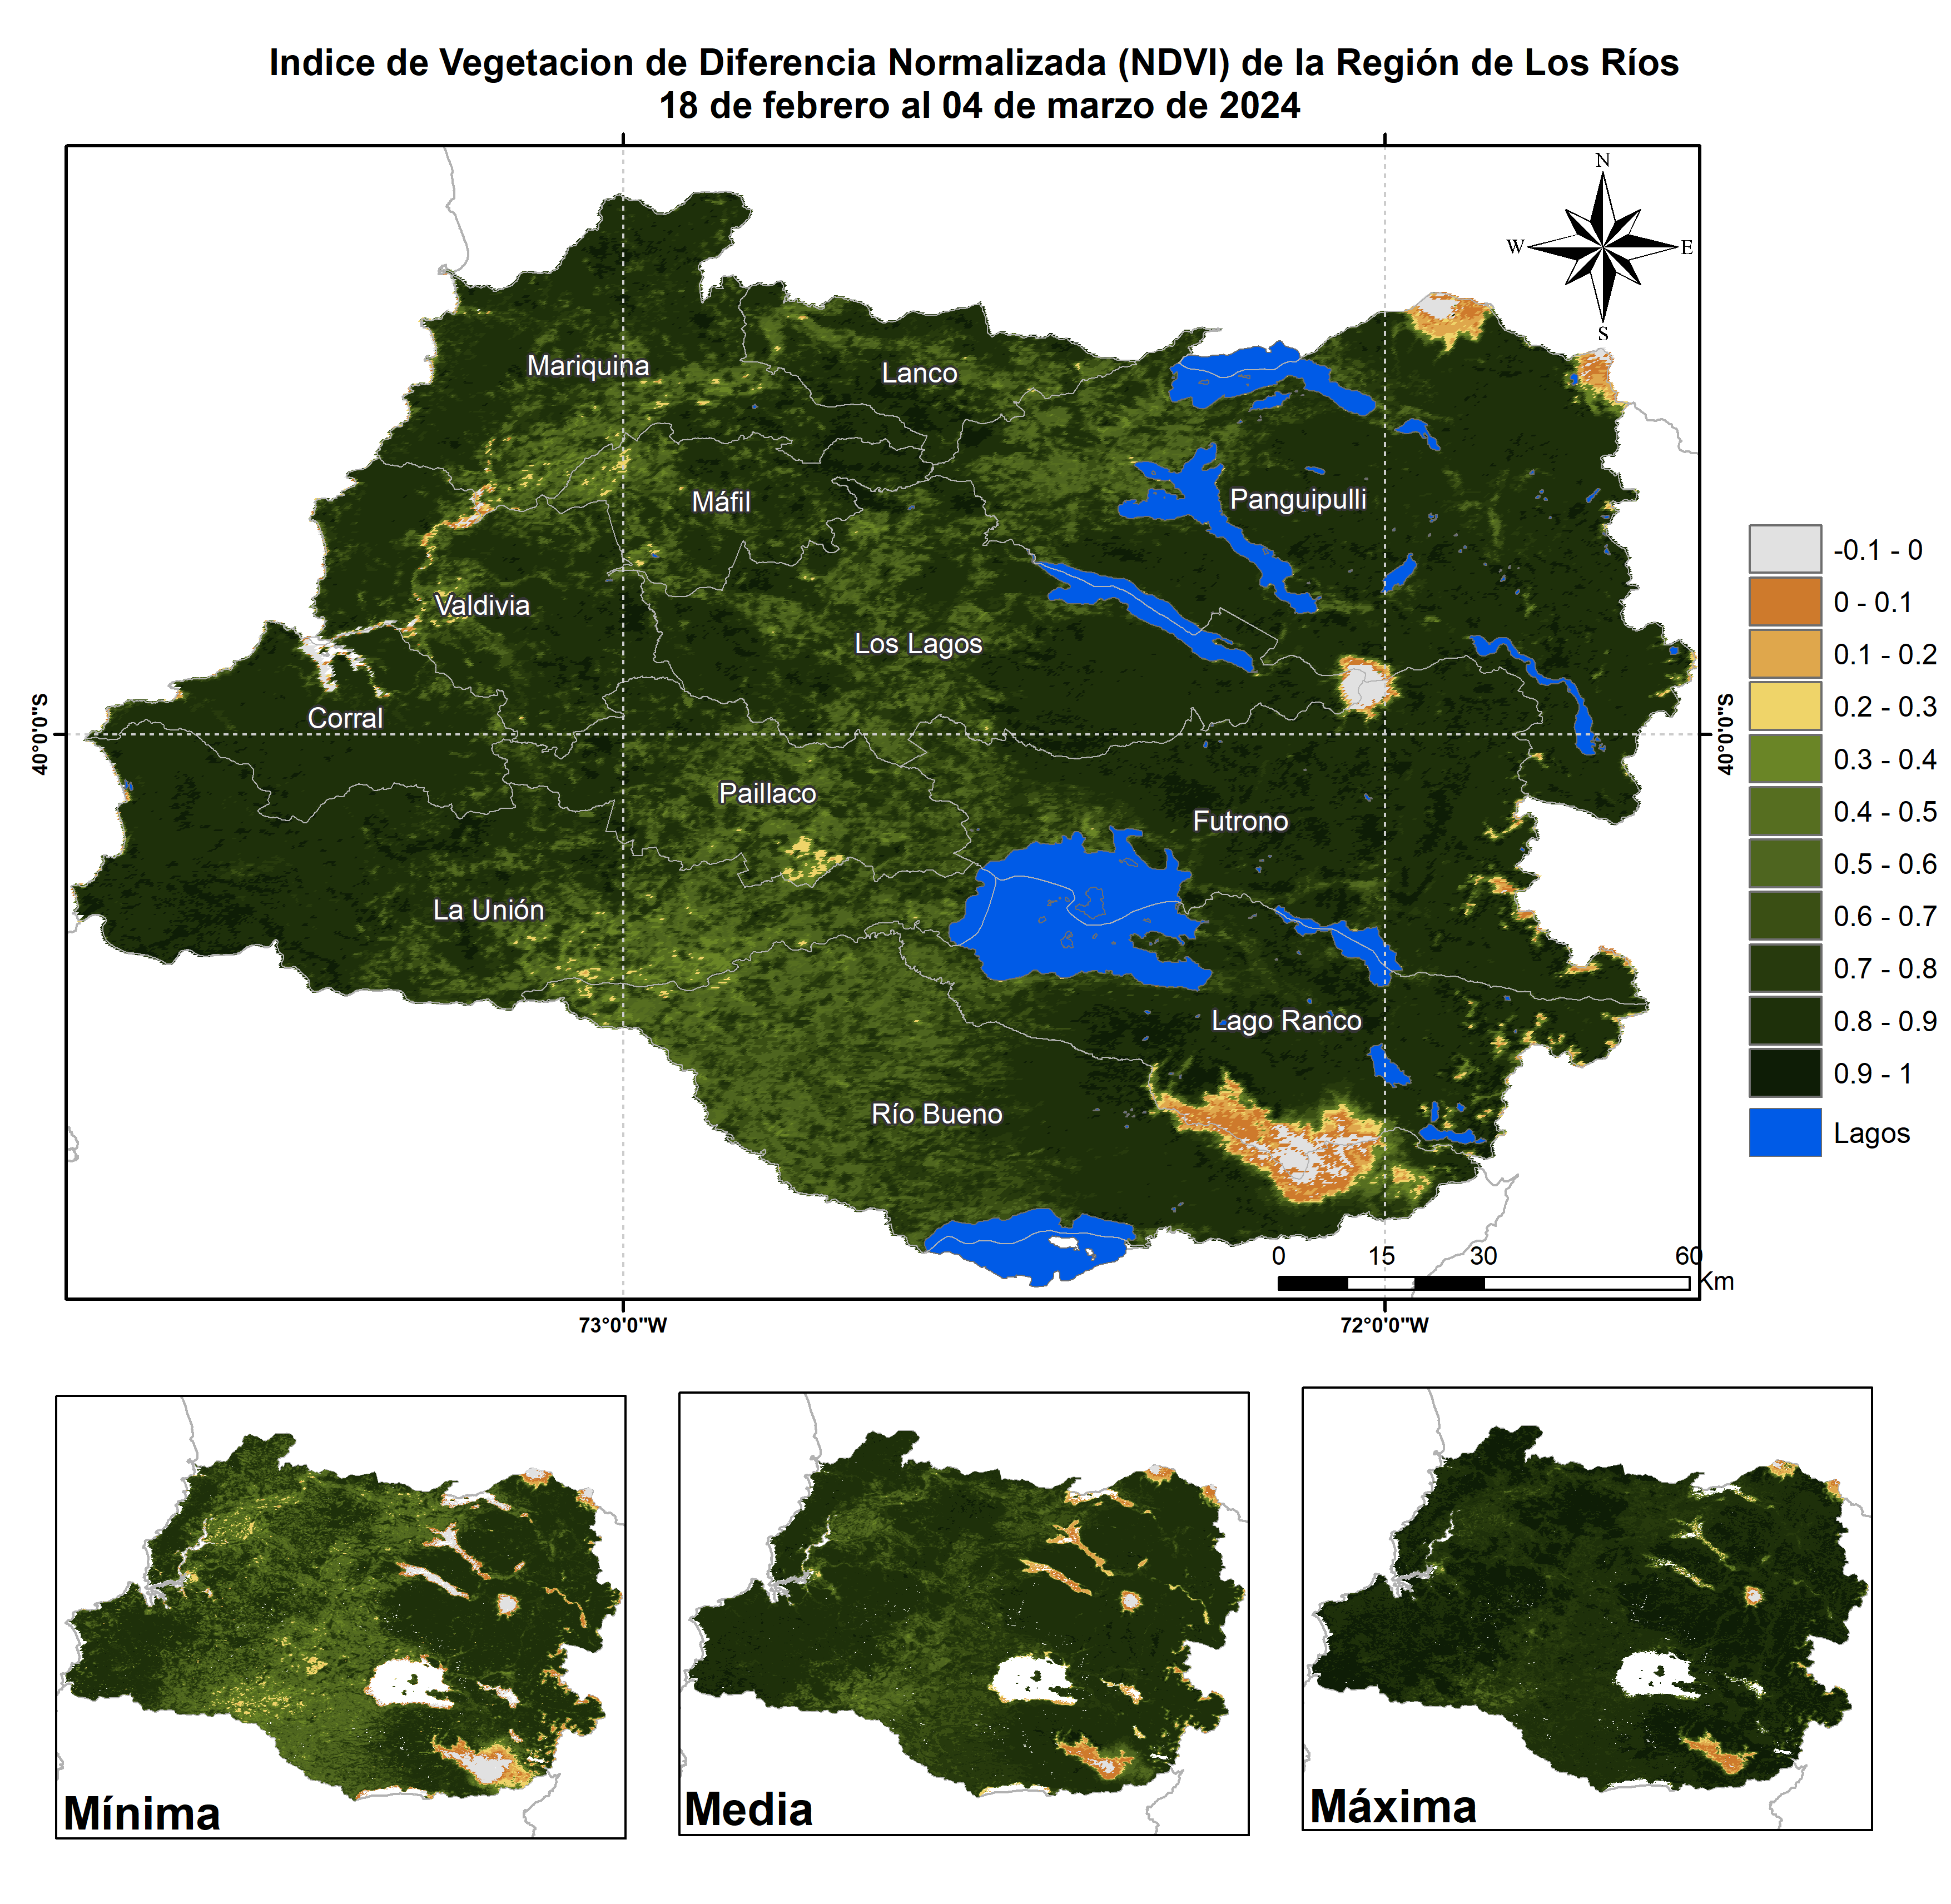 Indice de Vegetacion de Diferencia Normalizada (NDVI) de la Región de Los Ríos
18 de febrero al 04 de marzo de 2024
N
W
E
S
Mariquina
Lanco
Máfil
Panguipulli
Valdivia
Los Lagos
Corral
Paillaco
Futrono
La Unión
Lago Ranco
Río Bueno
40°0'0"S
40°0'0"S
0 15 30 60
Km
73°0'0"W
72°0'0"W
-0.1 - 0
0 - 0.1
0.1 - 0.2
0.2 - 0.3
0.3 - 0.4
0.4 - 0.5
0.5 - 0.6
0.6 - 0.7
0.7 - 0.8
0.8 - 0.9
0.9 - 1
Lagos
Mínima
Media
Máxima